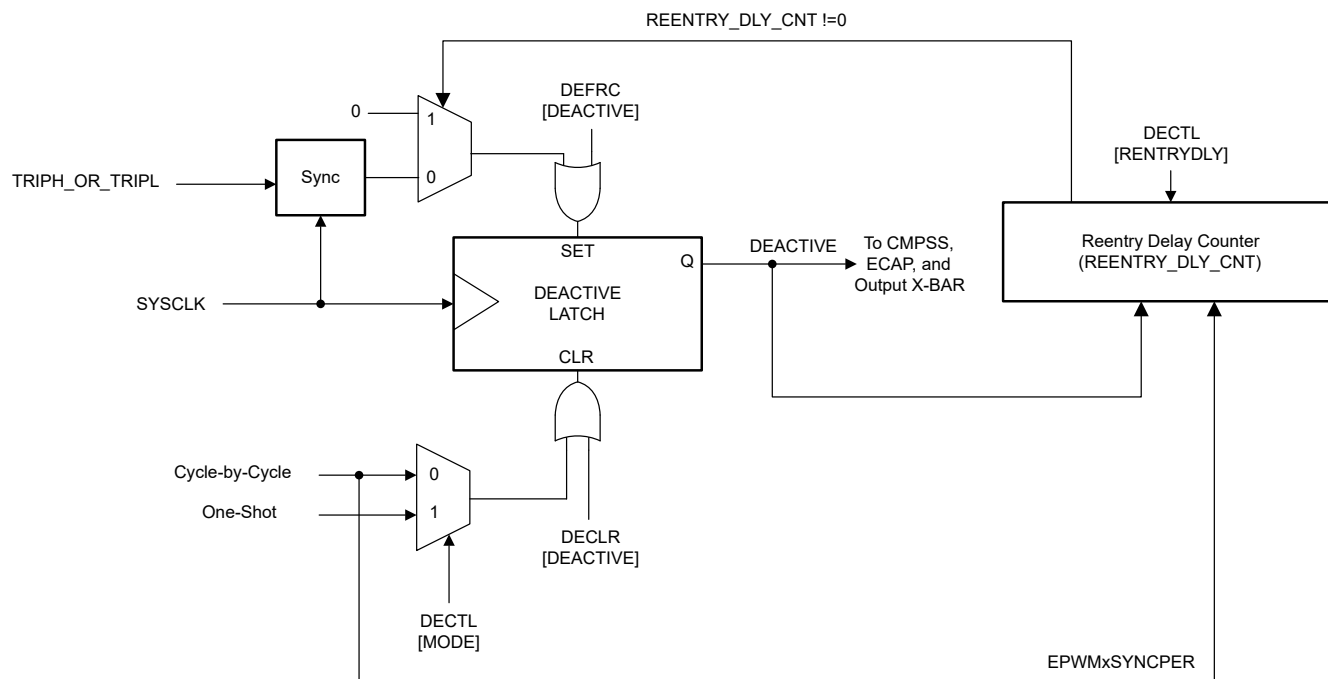 REENTRY_DLY_CNT !=0
DEFRC
[DEACTIVE]
0
1
DECTL
[RENTRYDLY]
Sync
TRIPH_OR_TRIPL
0
SET
Q
DEACTIVE
To CMPSS,
ECAP, and
Output X-BAR
Reentry Delay Counter
(REENTRY_DLY_CNT)
SYSCLK
DEACTIVE
LATCH
CLR
Cycle-by-Cycle
0
One-Shot
1
DECLR
[DEACTIVE]
DECTL
[MODE]
EPWMxSYNCPER